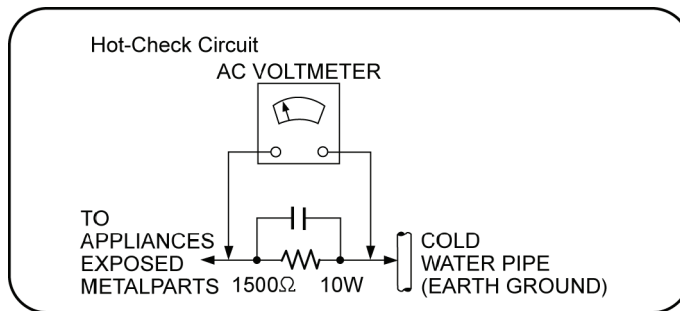 Hot-Check Circuit
AC VOLTMETER
TO
APPLIANCES
EXPOSED
METALPARTS
1500Ω 10W
COLD
WATER PIPE
(EARTH GROUND)